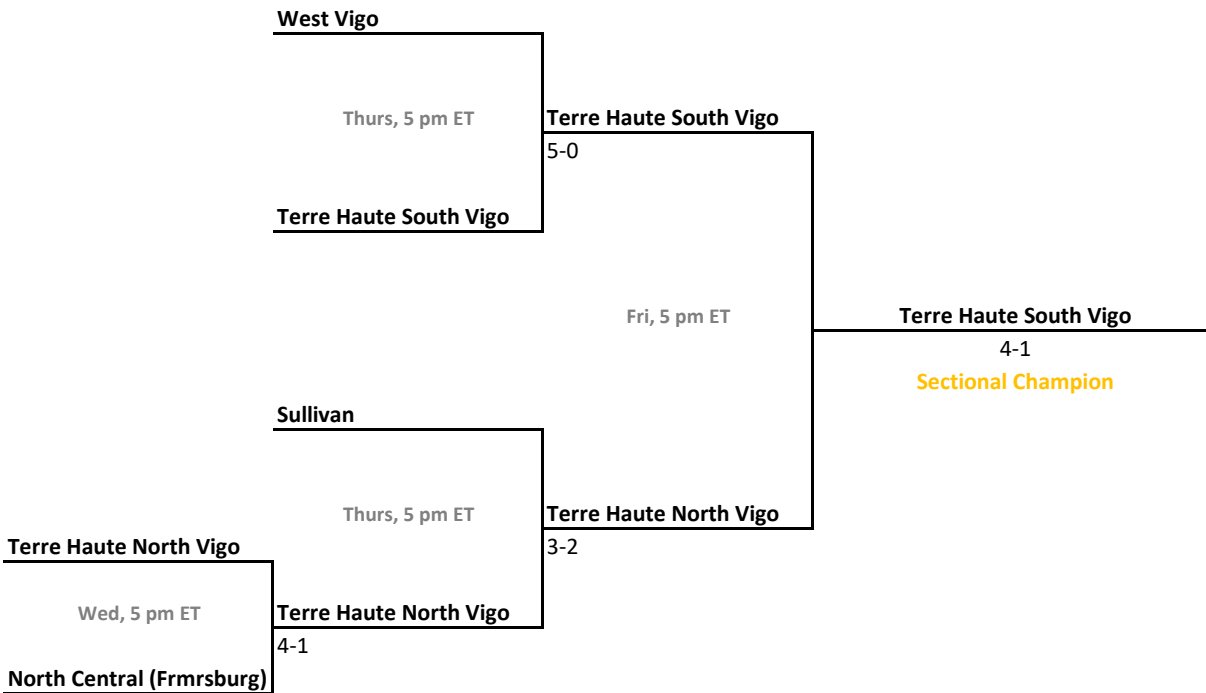 West Vigo
Thurs, 5 pm ET
Terre Haute South Vigo
5-0
Terre Haute South Vigo
Fri, 5 pm ET
Terre Haute South Vigo
4-1
Sectional Champion
Sullivan
Thurs, 5 pm ET
Terre Haute North Vigo
3-2
Terre Haute North Vigo
Wed, 5 pm ET
Terre Haute North Vigo
4-1
North Central (Frmrsburg)